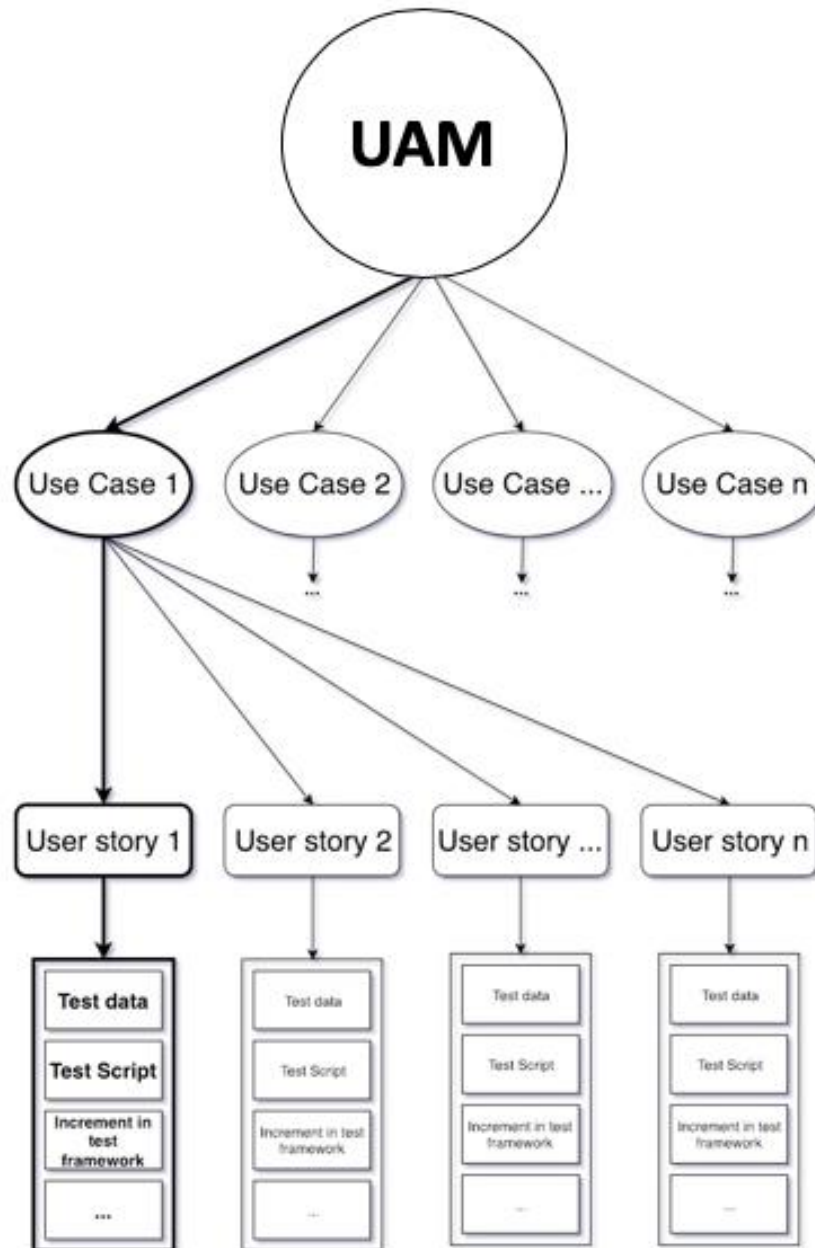 UAM
Use Case 1
Use Case 2
Use Case ...
Use Case n
...
...
...
User story 1
User story 2
User story ...
User story n
Test data
Test Script
Increment in
test
framework
...
Test data
Test Script
Increment in test
framework
...
Test data
Test Script
Increment in test
framework
...
Test data
Test Script
Increment in test
framework
...